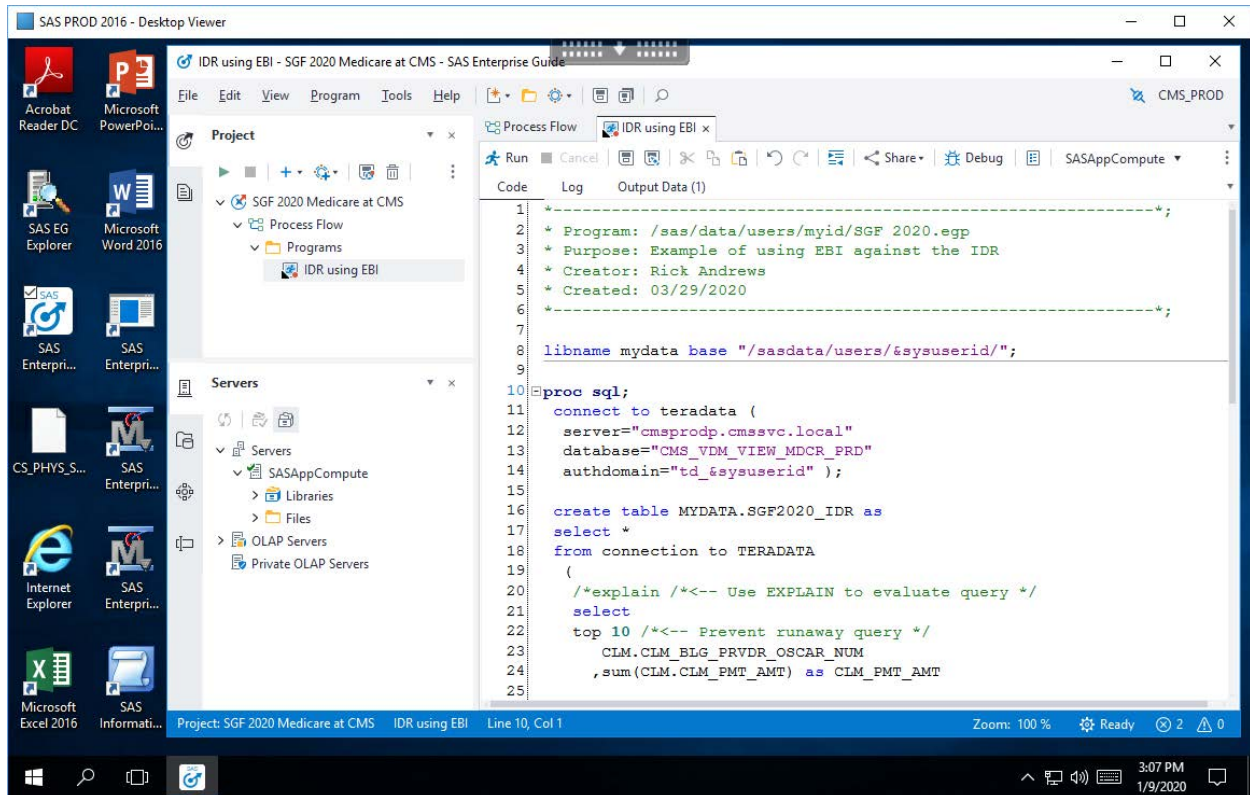 SAS PROD 2016 - Desktop Viewer
Acrobat Reader DC
Microsoft PowerPoi...
SAS EG Explorer
Microsoft Word 2016
SAS
SAS Enterpri...
SAS Enterpri...
CS_PHYS_S...
SAS Enterpri...
Internet Explorer
SAS Enterpri...
Microsoft Excel 2016
SAS Informati...
IDR using EBI - SGF 2020 Medicare at CMS - SAS Enterprise Guide
File Edit View Program Tools Help
CMS_PROD
Project
SGF 2020 Medicare at CMS
Process Flow
Programs
IDR using EBI
Servers
Servers
SASAppCompute
Libraries
Files
OLAP Servers
Private OLAP Servers
Process Flow IDR using EBI
Run Cancel Share Debug SASAppCompute
Code Log Output Data (1)
1 *---------------------------------------------------------------*;
2 * Program: /sas/data/users/myid/SGF 2020.egp
3 * Purpose: Example of using EBI against the IDR
4 * Creator: Rick Andrews
5 * Created: 03/29/2020
6 *---------------------------------------------------------------*;
7
8 libname mydata base "/sasdata/users/&sysuserid/";
9
10 proc sql;
11 connect to teradata (
12 server="cmsprodp.cmssvc.local"
13 database="CMS_VDM_VIEW_MDCR_PRD"
14 authdomain="td_&sysuserid" );
15
16 create table MYDATA.SGF2020_IDR as
17 select *
18 from connection to TERADATA
19 (
20 /*explain /*<-- Use EXPLAIN to evaluate query */
21 select
22 top 10 /*<-- Prevent runaway query */
23 CLM.CLM_BLG_PRVDR_OSCAR_NUM
24 ,sum(CLM.CLM_PMT_AMT) as CLM_PMT_AMT
25
Project: SGF 2020 Medicare at CMS IDR using EBI Line 10, Col 1 Zoom: 100 % Ready 2 0
3:07 PM
1/9/2020